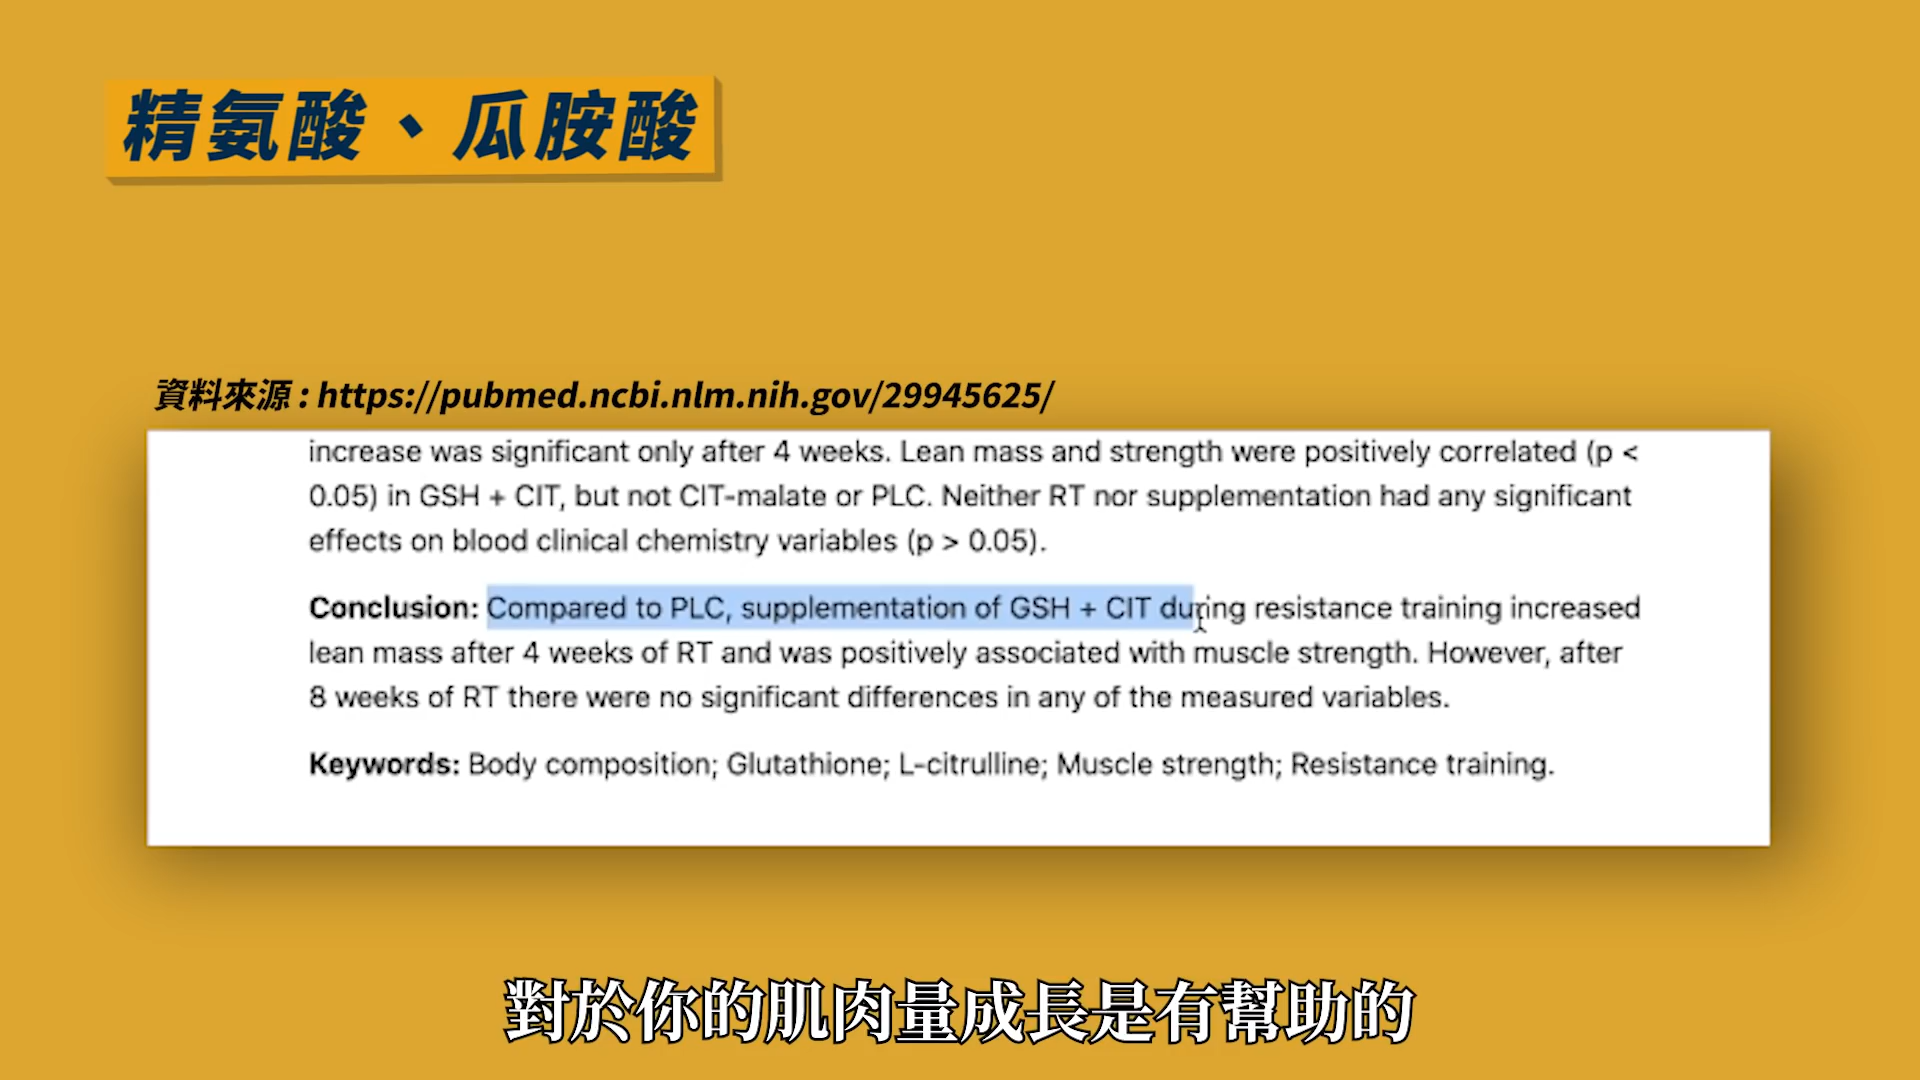 精氨酸、瓜胺酸
資料來源 : https://pubmed.ncbi.nlm.nih.gov/29945625/
increase was significant only after 4 weeks. Lean mass and strength were positively correlated (p <
0.05) in GSH + CIT, but not CIT-malate or PLC. Neither RT nor supplementation had any significant
effects on blood clinical chemistry variables (p > 0.05).
Conclusion: Compared to PLC, supplementation of GSH + CIT during resistance training increased
lean mass after 4 weeks of RT and was positively associated with muscle strength. However, after
8 weeks of RT there were no significant differences in any of the measured variables.
Keywords: Body composition; Glutathione; L-citrulline; Muscle strength; Resistance training.
對於你的肌肉量成長是有幫助的